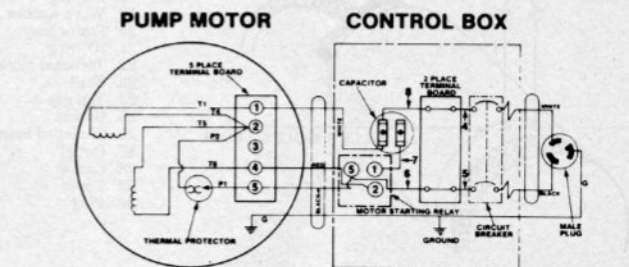 PUMP MOTOR
CONTROL BOX
5 PLACE
TERMINAL BOARD
CAPACITOR
2 PLACE
TERMINAL
BOARD
T1
T4
T5
P2
T8
P1
1
2
3
4
5
WHITE
RED
BLACK
G
8
7
6
5
1
2
4
5
WHITE
BLACK
G
THERMAL PROTECTOR
MOTOR STARTING RELAY
GROUND
CIRCUIT
BREAKER
MALE
PLUG